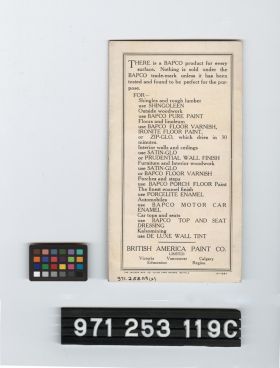 THERE is a BAPCO product for every
surface. Nothing is sold under the
BAPCO trade-mark unless it has been
tested and found to be perfect for the pur-
pose.
FOR—
Shingles and rough lumber
use SHINGOLEEN
Outside woodwork
use BAPCO PURE PAINT
Floors and linoleum
use BAPCO FLOOR VARNISH,
IRONITE FLOOR PAINT,
or ZIP-GLO, which dries in 30
minutes.
Interior walls and ceilings
use SATIN-GLO
or PRUDENTIAL WALL FINISH
Furniture and Interior woodwork
use SATIN-GLO
or BAPCO FLOOR VARNISH
Porches and steps
use BAPCO PORCH FLOOR Paint
The finest enamel finish
use PORCELITE ENAMEL
Automobiles
use BAPCO MOTOR CAR
ENAMEL
Car tops and seats
use BAPCO TOP AND SEAT
DRESSING
Kalsomining
use DE LUXE WALL TINT
BRITISH AMERICA PAINT CO.
LIMITED
Victoria Vancouver Calgary
Edmonton Regina
971 253 119C